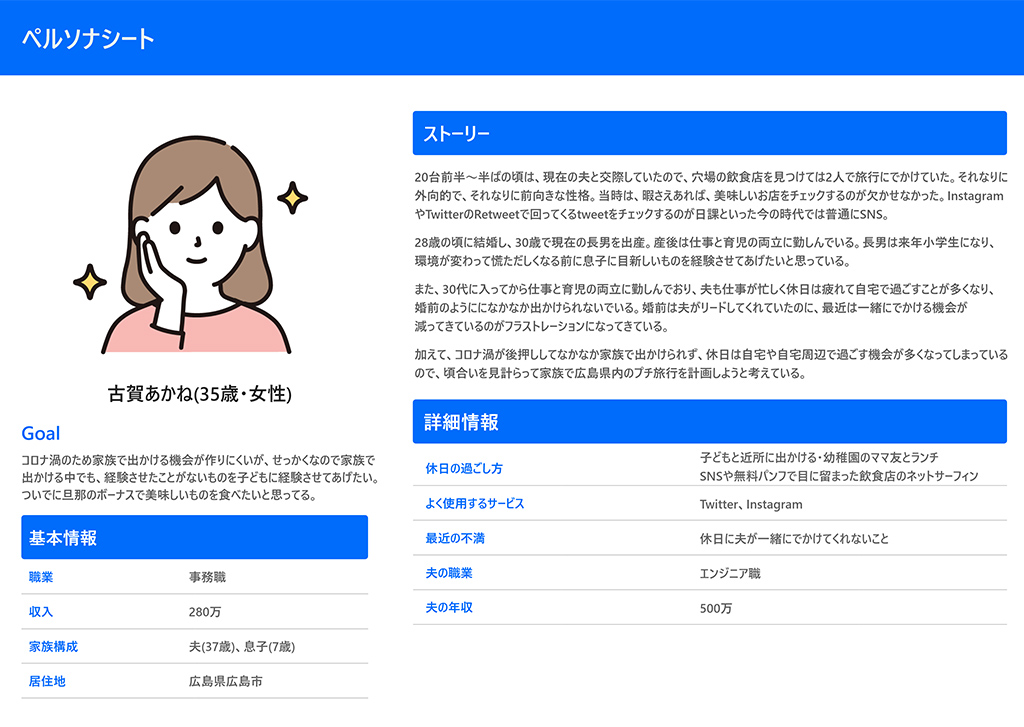 ペルソナシート
古賀あかね(35歳・女性)
Goal
コロナ渦のため家族で出かける機会が作りにくいが、せっかくなので家族で
出かける中でも、経験させたことがないものを子どもに経験させてあげたい。
ついでに旦那のボーナスで美味しいものを食べたいと思ってる。
基本情報
職業 事務職
収入 280万
家族構成 夫(37歳)、息子(7歳)
居住地 広島県広島市
ストーリー
20台前半～半ばの頃は、現在の夫と交際していたので、穴場の飲食店を見つけては2人で旅行にでかけていた。それなりに
外向的で、それなりに前向きな性格。当時は、暇さえあれば、美味しいお店をチェックするのが欠かせなかった。Instagram
やTwitterのRetweetで回ってくるtweetをチェックするのが日課といった今の時代では普通にSNS。
28歳の頃に結婚し、30歳で現在の長男を出産。産後は仕事と育児の両立に勤しんでいる。長男は来年小学生になり、
環境が変わって慌ただしくなる前に息子に目新しいものを経験させてあげたいと思っている。
また、30代に入ってから仕事と育児の両立に勤しんでおり、夫も仕事が忙しく休日は疲れて自宅で過ごすことが多くなり、
婚前のようにになかなか出かけられないでいる。婚前は夫がリードしてくれていたのに、最近は一緒にでかける機会が
減ってきているのがフラストレーションになってきている。
加えて、コロナ渦が後押ししてなかなか家族で出かけられず、休日は自宅や自宅周辺で過ごす機会が多くなってしまっている
ので、頃合いを見計らって家族で広島県内のプチ旅行を計画しようと考えている。
詳細情報
休日の過ごし方 子どもと近所に出かける・幼稚園のママ友とランチ
SNSや無料パンフで目に留まった飲食店のネットサーフィン
よく使用するサービス Twitter、Instagram
最近の不満 休日に夫が一緒にでかけてくれないこと
夫の職業 エンジニア職
夫の年収 500万